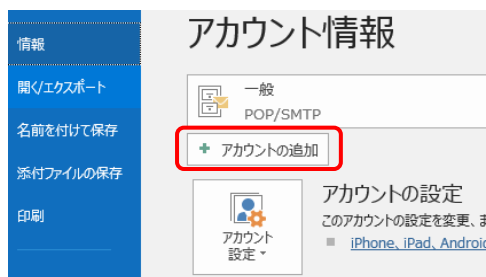 情報
開く/エクスポート
名前を付けて保存
添付ファイルの保存
印刷
アカウント情報
一般
POP/SMTP
アカウントの追加
アカウント
設定
アカウントの設定
このアカウントの設定を変更、ま
iPhone、iPad、Android